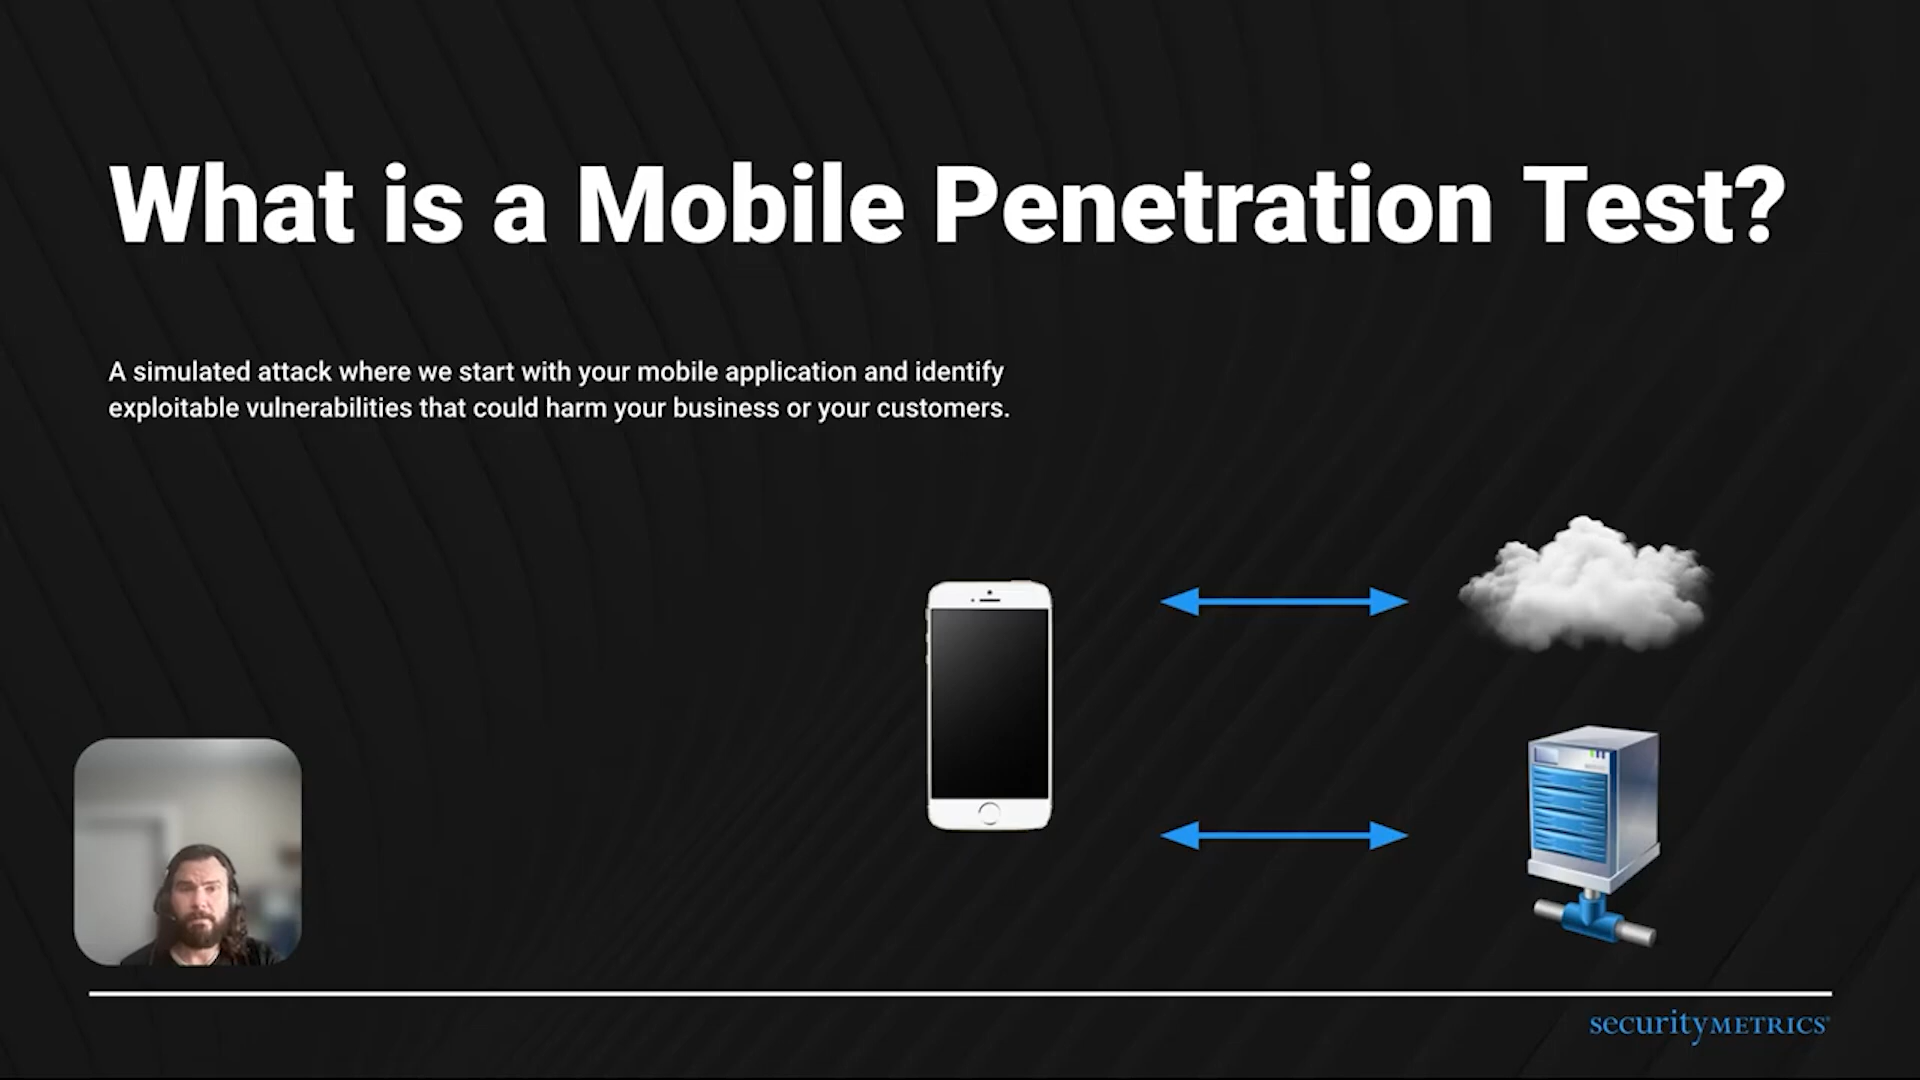 What is a Mobile Penetration Test?
A simulated attack where we start with your mobile application and identify
exploitable vulnerabilities that could harm your business or your customers.
securityMETRICS®